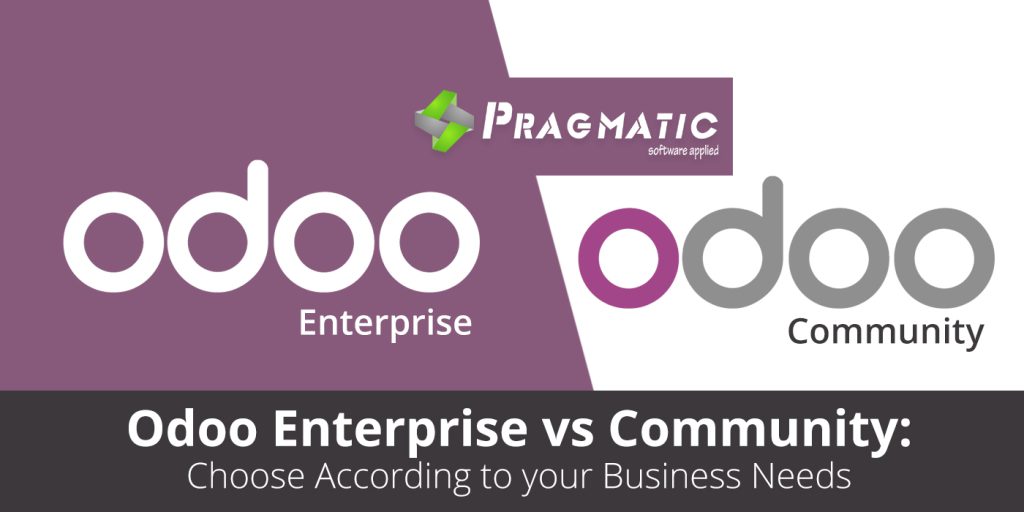 PRAGMATIC
software applied
odoo
Enterprise
odoo
Community
Odoo Enterprise vs Community:
Choose According to your Business Needs